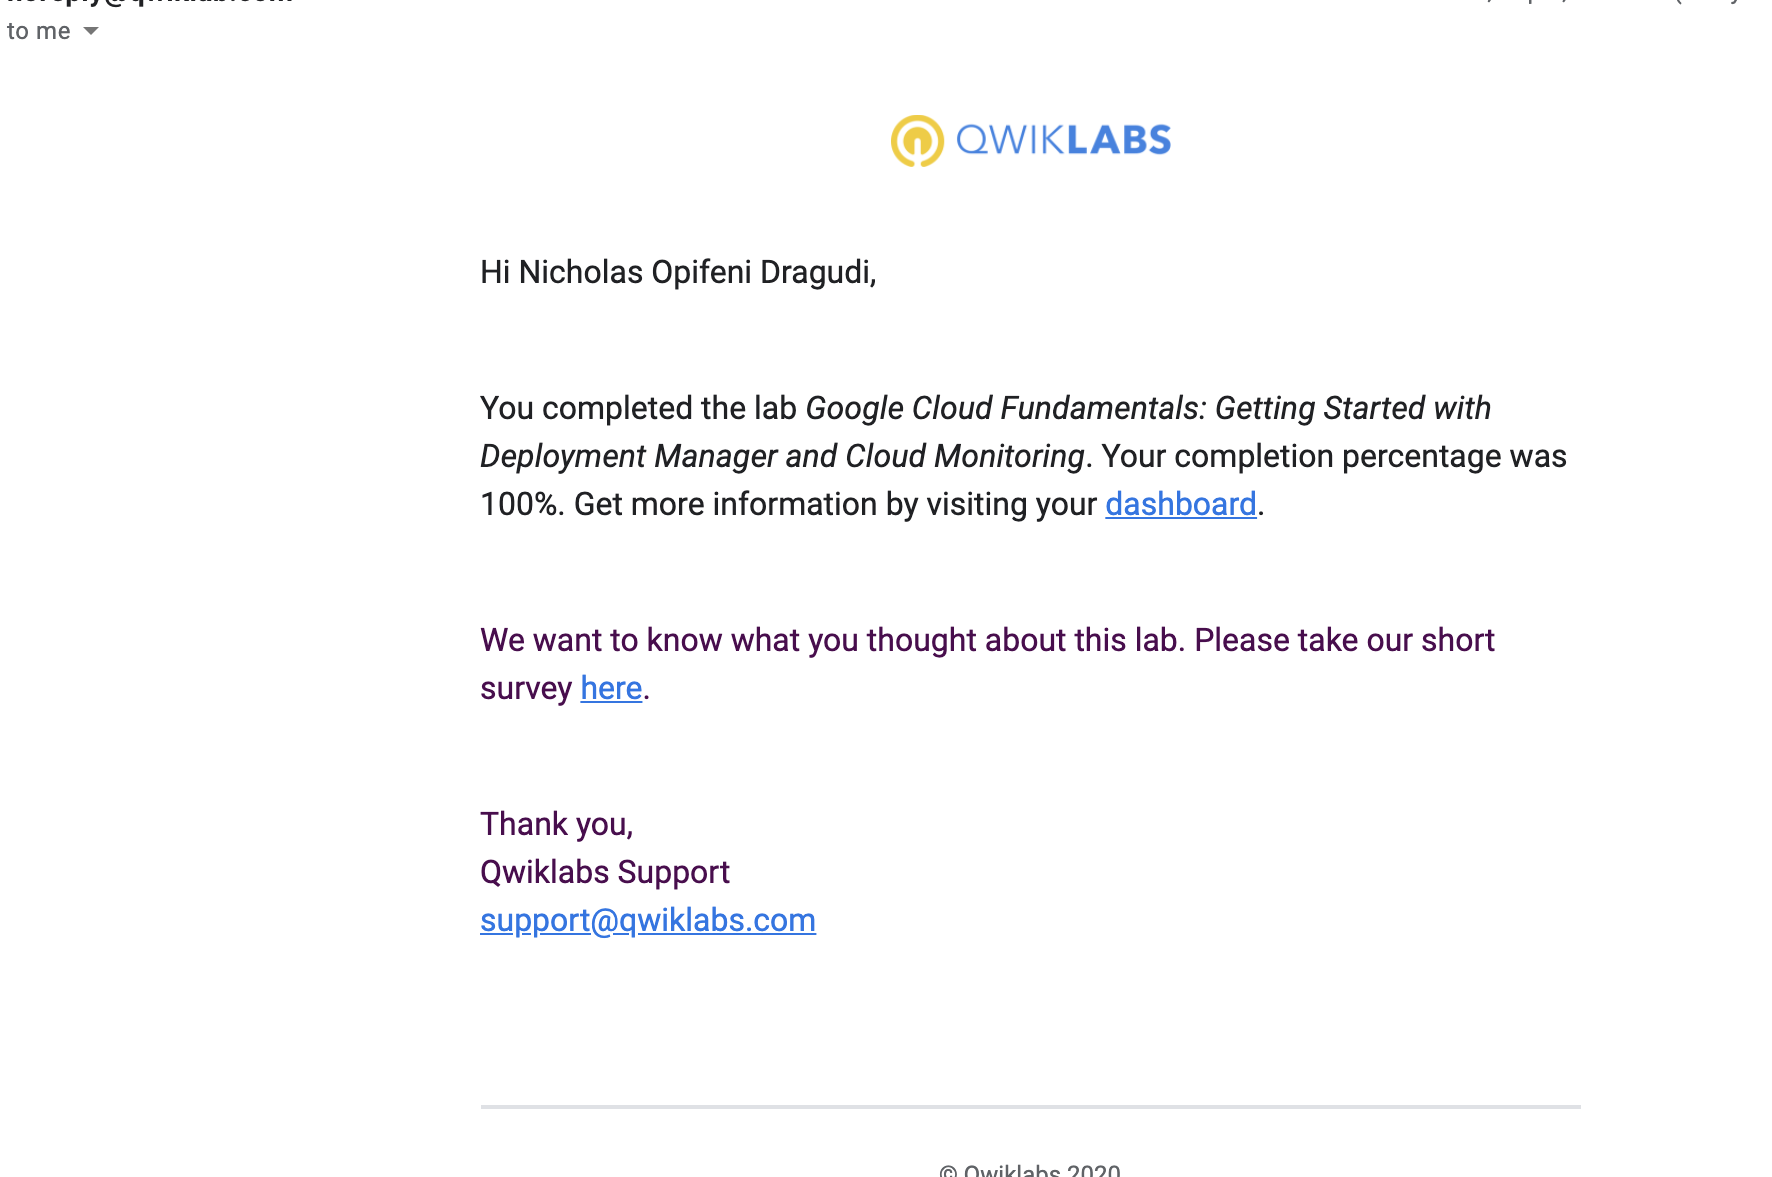 to me
QWIKLABS
Hi Nicholas Opifeni Dragudi,
You completed the lab Google Cloud Fundamentals: Getting Started with
Deployment Manager and Cloud Monitoring. Your completion percentage was
100%. Get more information by visiting your dashboard.
We want to know what you thought about this lab. Please take our short
survey here.
Thank you,
Qwiklabs Support
support@qwiklabs.com
© Qwiklabs 2020